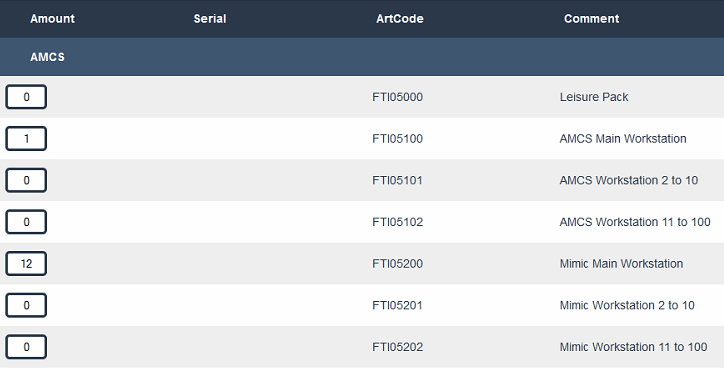 Amount Serial ArtCode Comment
AMCS
0 FTI05000 Leisure Pack
1 FTI05100 AMCS Main Workstation
0 FTI05101 AMCS Workstation 2 to 10
0 FTI05102 AMCS Workstation 11 to 100
12 FTI05200 Mimic Main Workstation
0 FTI05201 Mimic Workstation 2 to 10
0 FTI05202 Mimic Workstation 11 to 100